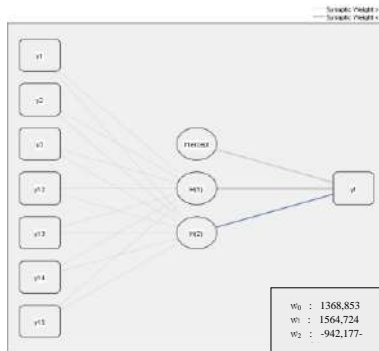 Synaptic Weight >
Synaptic Weight <
y1
y2
y3
y12
y13
y14
y15
Intercept
H(1)
H(2)
yt
w₀ : 1368,853
w₁ : 1564,724
w₂ : -942,177-